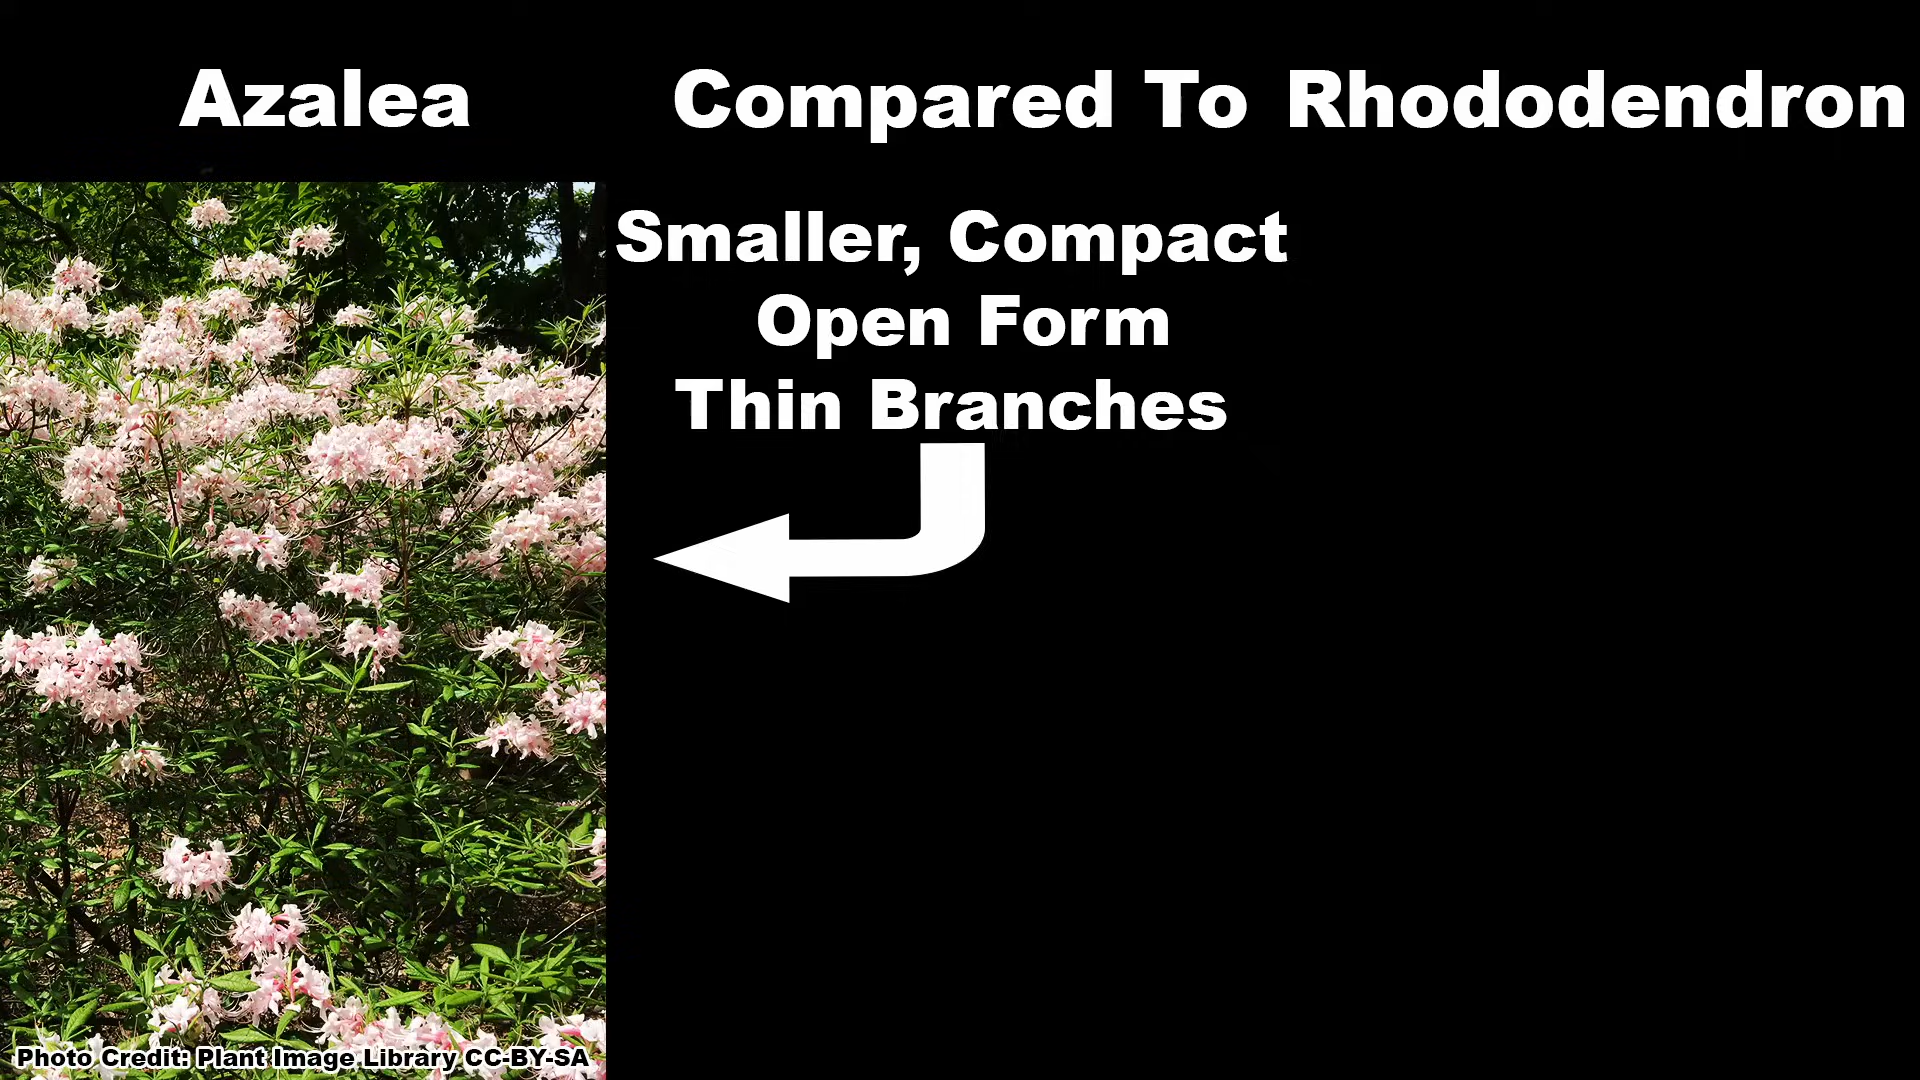 Azalea Compared To Rhododendron
Smaller, Compact
Open Form
Thin Branches
Photo Credit: Plant Image Library CC-BY-SA